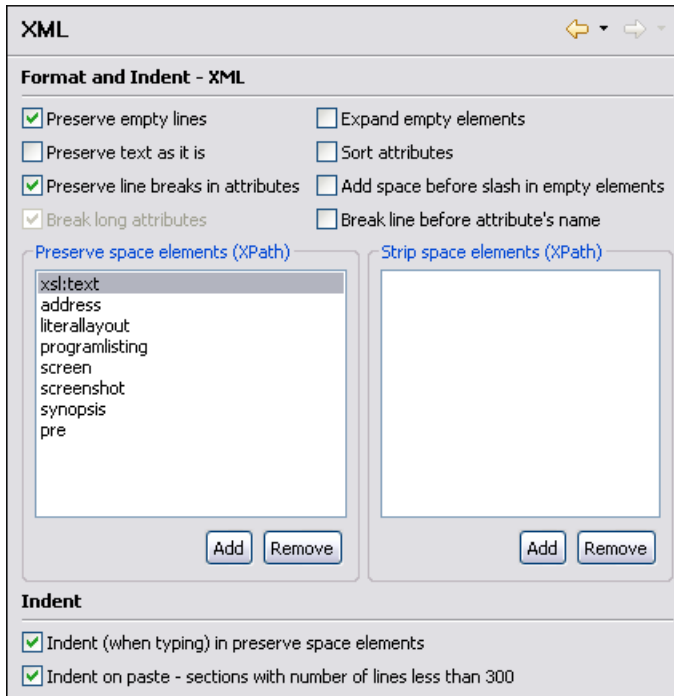 XML
Format and Indent - XML
Preserve empty lines
Expand empty elements
Preserve text as it is
Sort attributes
Preserve line breaks in attributes
Add space before slash in empty elements
Break long attributes
Break line before attribute's name
Preserve space elements (XPath)
Strip space elements (XPath)
xsl:text
address
literallayout
programlisting
screen
screenshot
synopsis
pre
Add
Remove
Add
Remove
Indent
Indent (when typing) in preserve space elements
Indent on paste - sections with number of lines less than 300